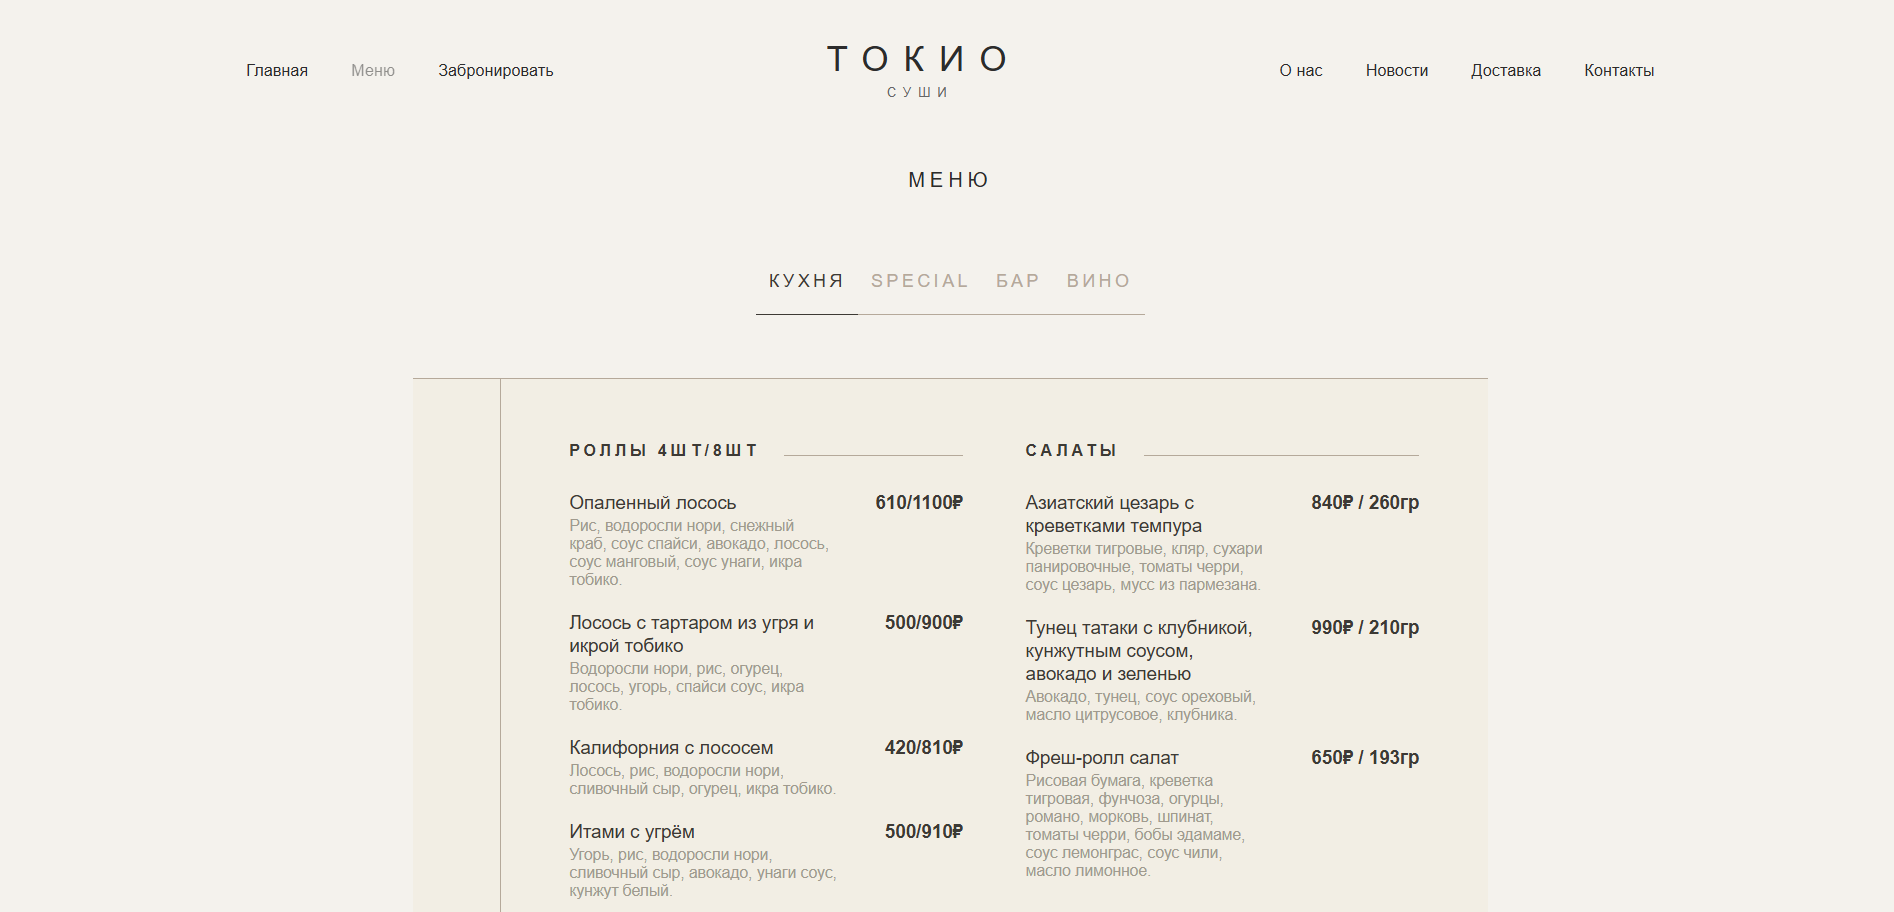 Главная Меню Забронировать
ТОКИО
СУШИ
О нас Новости Доставка Контакты
МЕНЮ
КУХНЯ SPECIAL БАР ВИНО
РОЛЛЫ 4ШТ/8ШТ
Опаленный лосось 610/1100₽
Рис, водоросли нори, снежный
краб, соус спайси, авокадо, лосось,
соус манговый, соус унаги, икра
тобико.
Лосось с тартаром из угря и 500/900₽
икрой тобико
Водоросли нори, рис, огурец,
лосось, угорь, спайси соус, икра
тобико.
Калифорния с лососем 420/810₽
Лосось, рис, водоросли нори,
сливочный сыр, огурец, икра тобико.
Итами с угрём 500/910₽
Угорь, рис, водоросли нори,
сливочный сыр, авокадо, унаги соус,
кунжут белый.
САЛАТЫ
Азиатский цезарь с 840₽ / 260гр
креветками темпура
Креветки тигровые, кляр, сухари
панировочные, томаты черри,
соус цезарь, мусс из пармезана.
Тунец татаки с клубникой, 990₽ / 210гр
кунжутным соусом,
авокадо и зеленью
Авокадо, тунец, соус ореховый,
масло цитрусовое, клубника.
Фреш-ролл салат 650₽ / 193гр
Рисовая бумага, креветка
тигровая, фунчоза, огурцы,
романо, морковь, шпинат,
томаты черри, бобы эдамаме,
соус лемонграс, соус чили,
масло лимонное.